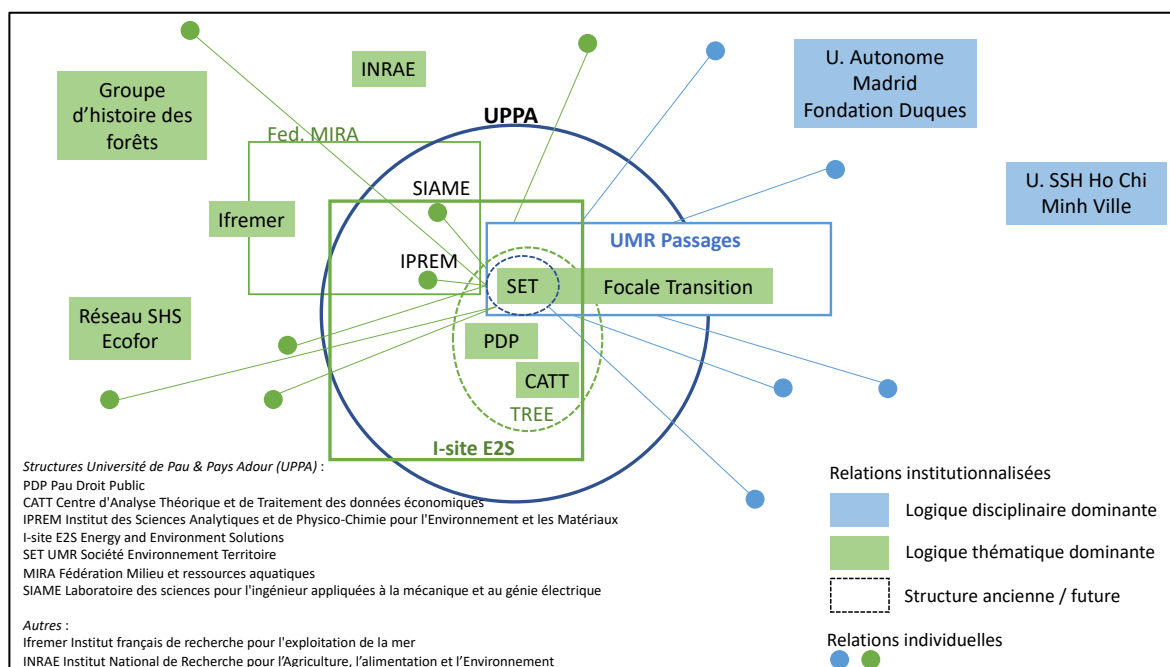 INRAE
U. Autonome
Madrid
Fondation Duques
Groupe
d'histoire des
forêts
UPPA
Fed. MIRA
U. SSH Ho Chi
Minh Ville
SIAME
Ifremer
UMR Passages
IPREM
SET
Focale Transition
Réseau SHS
Ecofor
PDP
CATT
TREE
I-site E2S
Structures Université de Pau & Pays Adour (UPPA) :
PDP Pau Droit Public
CATT Centre d'Analyse Théorique et de Traitement des données économiques
IPREM Institut des Sciences Analytiques et de Physico-Chimie pour l'Environnement et les Matériaux
I-site E2S Energy and Environment Solutions
SET UMR Société Environnement Territoire
MIRA Fédération Milieu et ressources aquatiques
SIAME Laboratoire des sciences pour l'ingénieur appliquées à la mécanique et au génie électrique
Autres :
Ifremer Institut français de recherche pour l'exploitation de la mer
INRAE Institut National de Recherche pour l'Agriculture, l'alimentation et l'Environnement
Relations institutionnalisées
Logique disciplinaire dominante
Logique thématique dominante
Structure ancienne / future
Relations individuelles